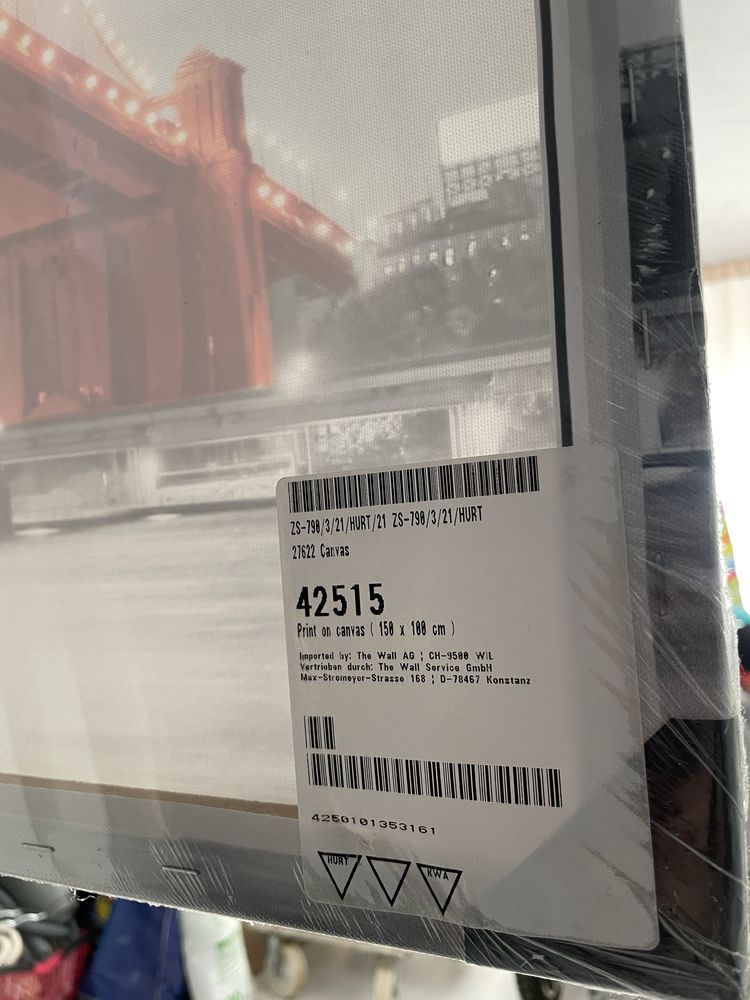 ZS-790/3/21/HURT/21 ZS-790/3/21/HURT
27622 Canvas
42515
Print on canvas ( 150 x 100 cm )
Imported by: The Wall AG ¦ CH-9500 WIL
Vertrieben durch: The Wall Service GmbH
Max-Stromeyer-Strasse 168 ¦ D-78467 Konstanz
4250101353161
HURT KWA